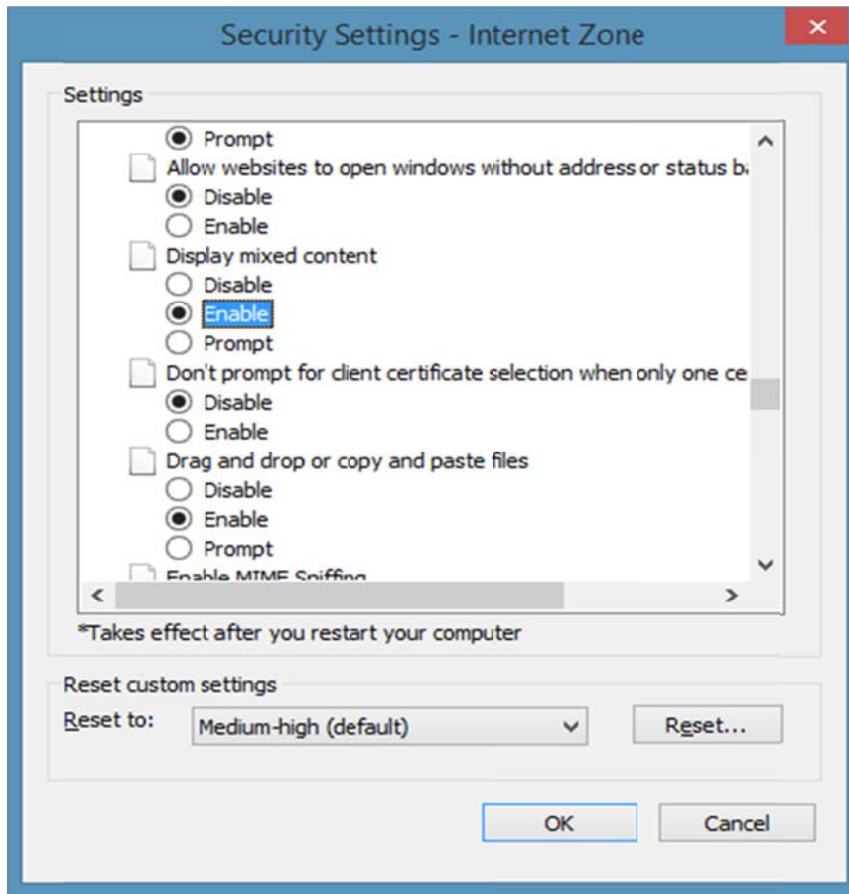 Security Settings - Internet Zone
Settings
Prompt
Allow websites to open windows without address or status
Disable
Enable
Display mixed content
Disable
Enable
Prompt
Don't prompt for client certificate selection when only one ce
Disable
Enable
Drag and drop or copy and paste files
Disable
Enable
Prompt
Enable MIME Sniffing
*Takes effect after you restart your computer
Reset custom settings
Reset to:
Medium-high (default)
Reset...
OK
Cancel